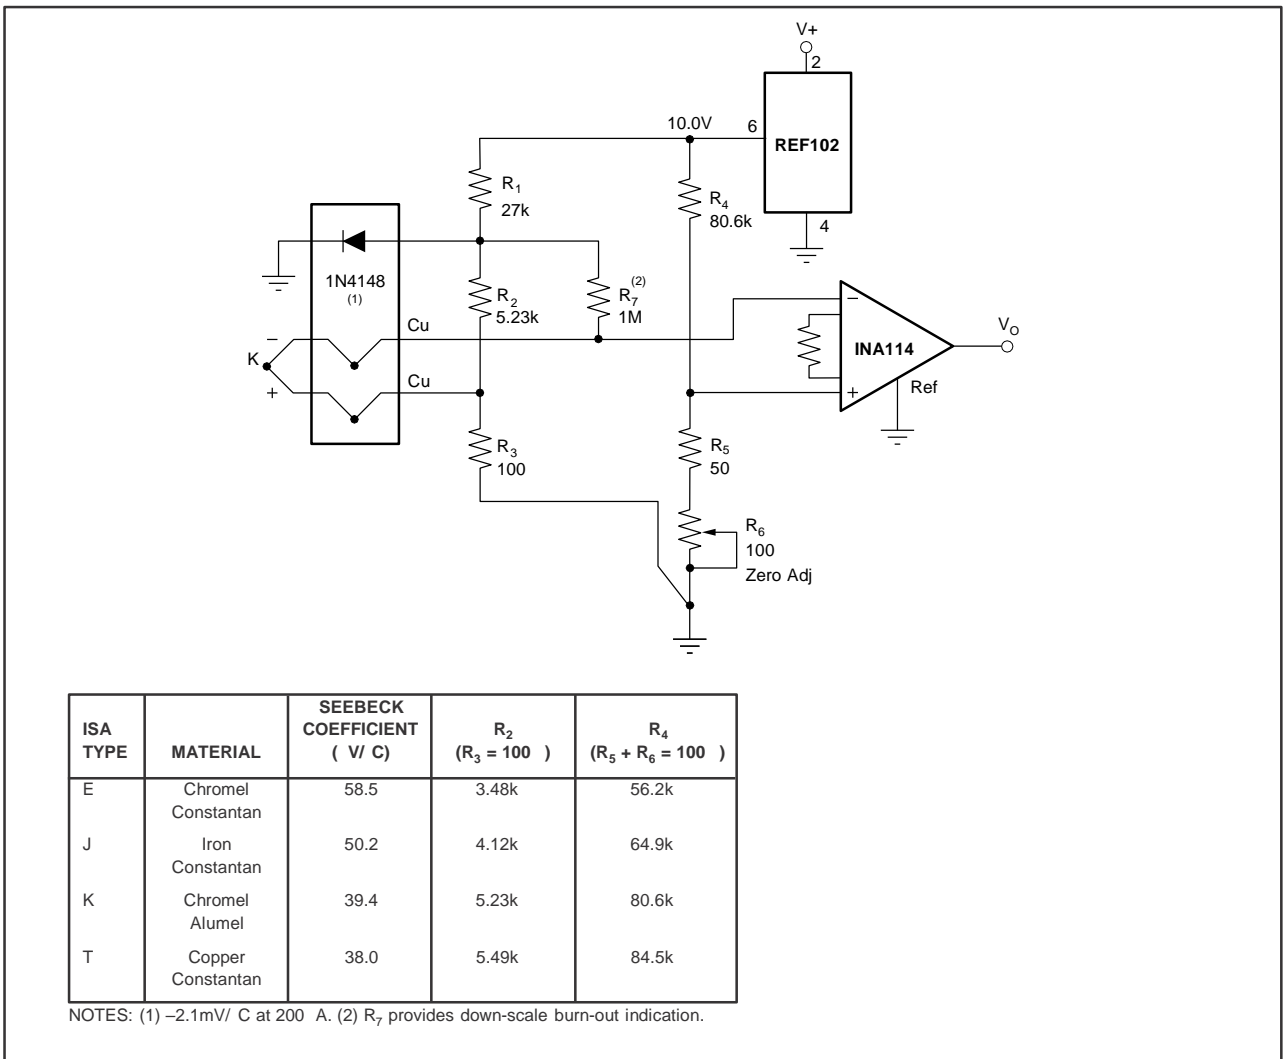 V+
2
10.0V
6
REF102
R1
27k
R4
80.6k
4
1N4148
(1)
R2
5.23k
R7(2)
1M
Cu
–
K
+
Cu
–
INA114
+
VO
Ref
R3
100
R5
50
R6
100
Zero Adj
ISA
TYPE
MATERIAL
SEEBECK
COEFFICIENT
( V/ C)
R2
(R3 = 100 )
R4
(R5 + R6 = 100 )
E
Chromel
Constantan
58.5
3.48k
56.2k
J
Iron
Constantan
50.2
4.12k
64.9k
K
Chromel
Alumel
39.4
5.23k
80.6k
T
Copper
Constantan
38.0
5.49k
84.5k
NOTES: (1) –2.1mV/ C at 200 A. (2) R7 provides down-scale burn-out indication.